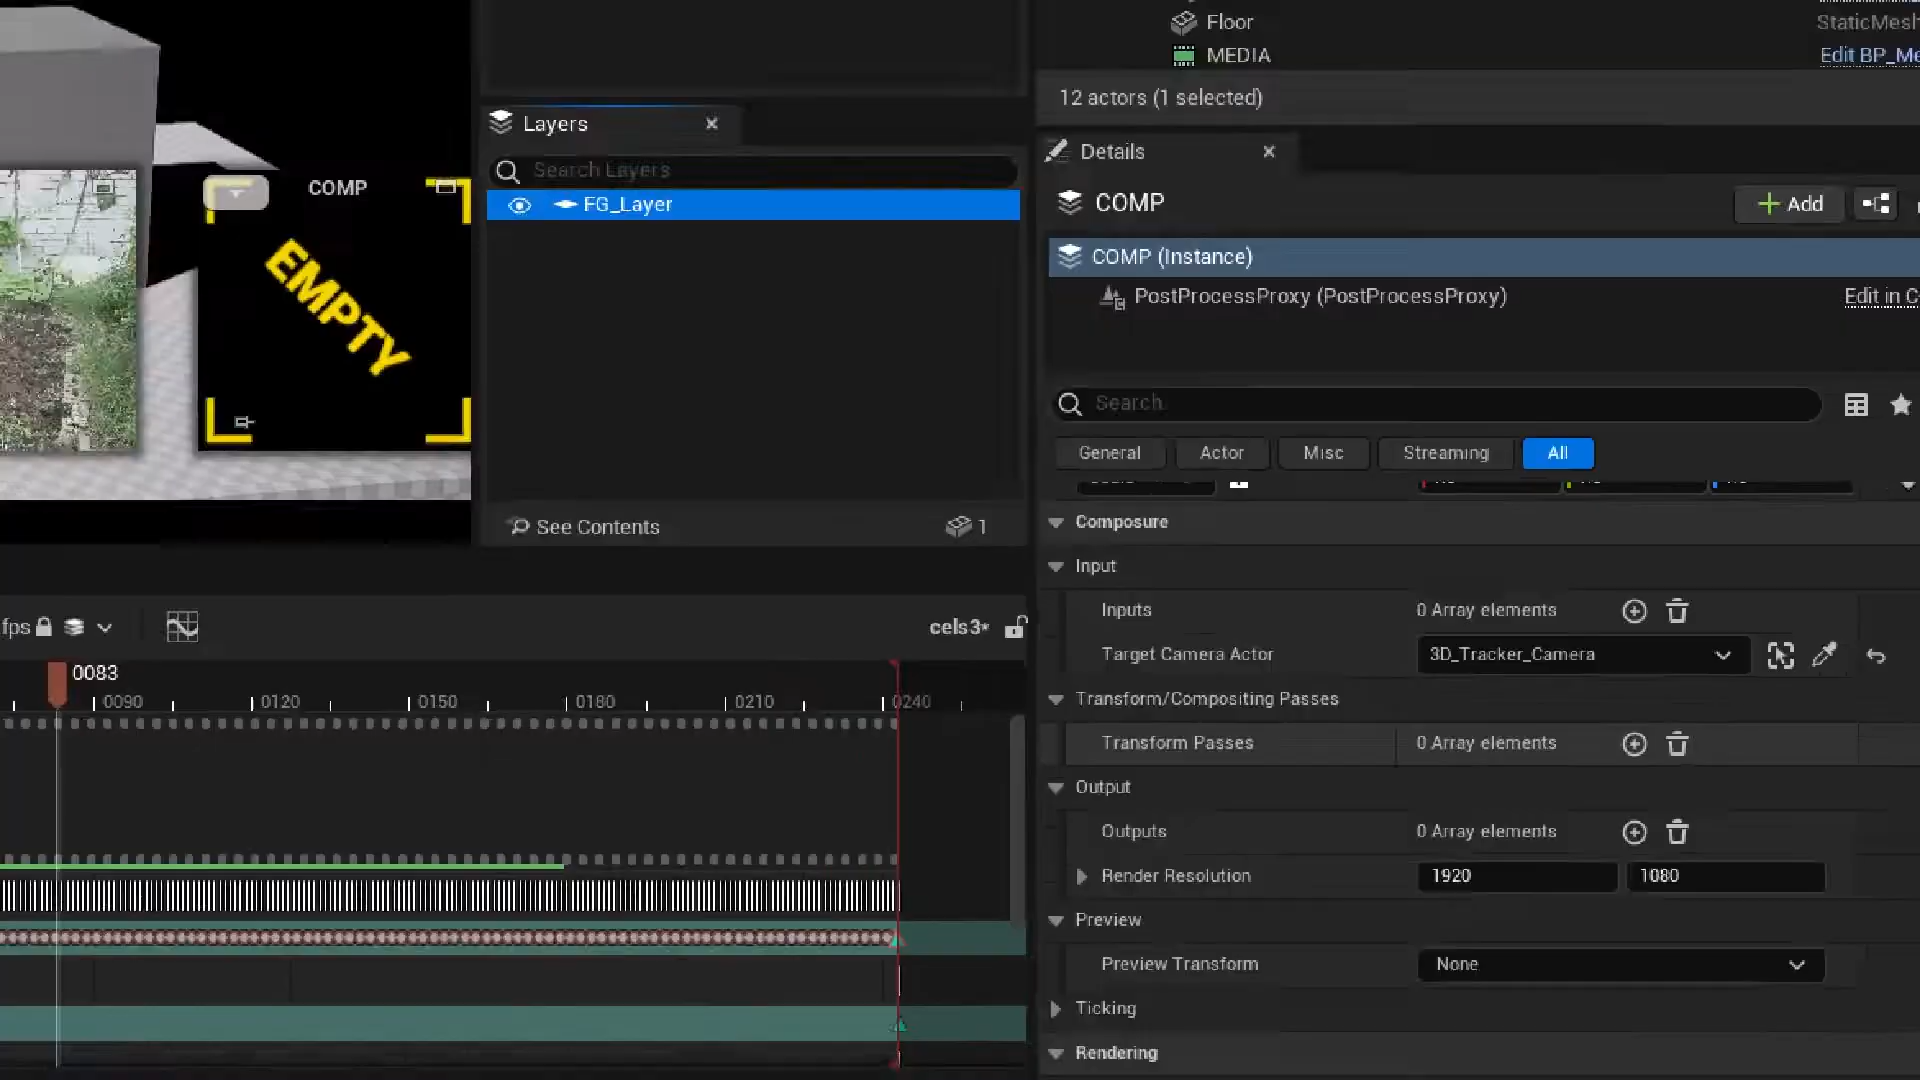 Floor
StaticMesh
MEDIA
Edit BP_Me
12 actors (1 selected)
Layers
Search Layers
FG_Layer
COMP
EMPTY
See Contents
1
Details
COMP
Add
COMP (Instance)
PostProcessProxy (PostProcessProxy)
Edit in C
Search
General
Actor
Misc
Streaming
All
Composure
Input
Inputs
0 Array elements
Target Camera Actor
3D_Tracker_Camera
Transform/Compositing Passes
Transform Passes
0 Array elements
Output
Outputs
0 Array elements
Render Resolution
1920
1080
Preview
Preview Transform
None
Ticking
Rendering
fps
cels3*
0083
0090
0120
0150
0180
0210
0240